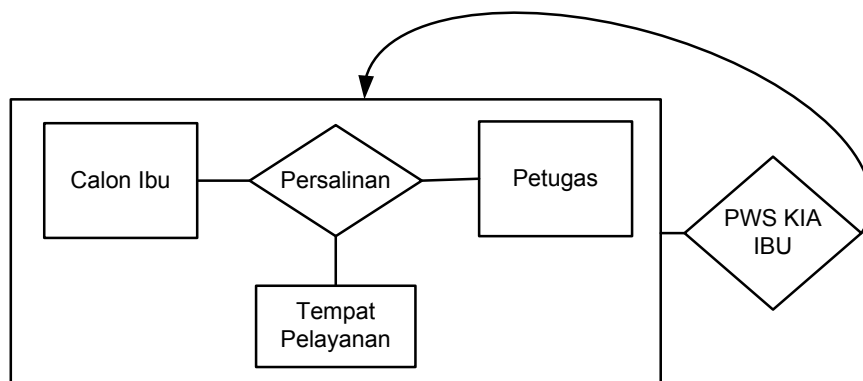 Calon Ibu
Persalinan
Petugas
PWS KIA
IBU
Tempat
Pelayanan